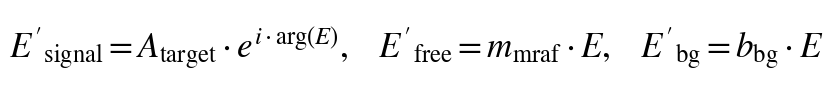 E′signal = Atarget · e^{i · arg(E)}, E′free = mmraf · E, E′bg = bbg · E